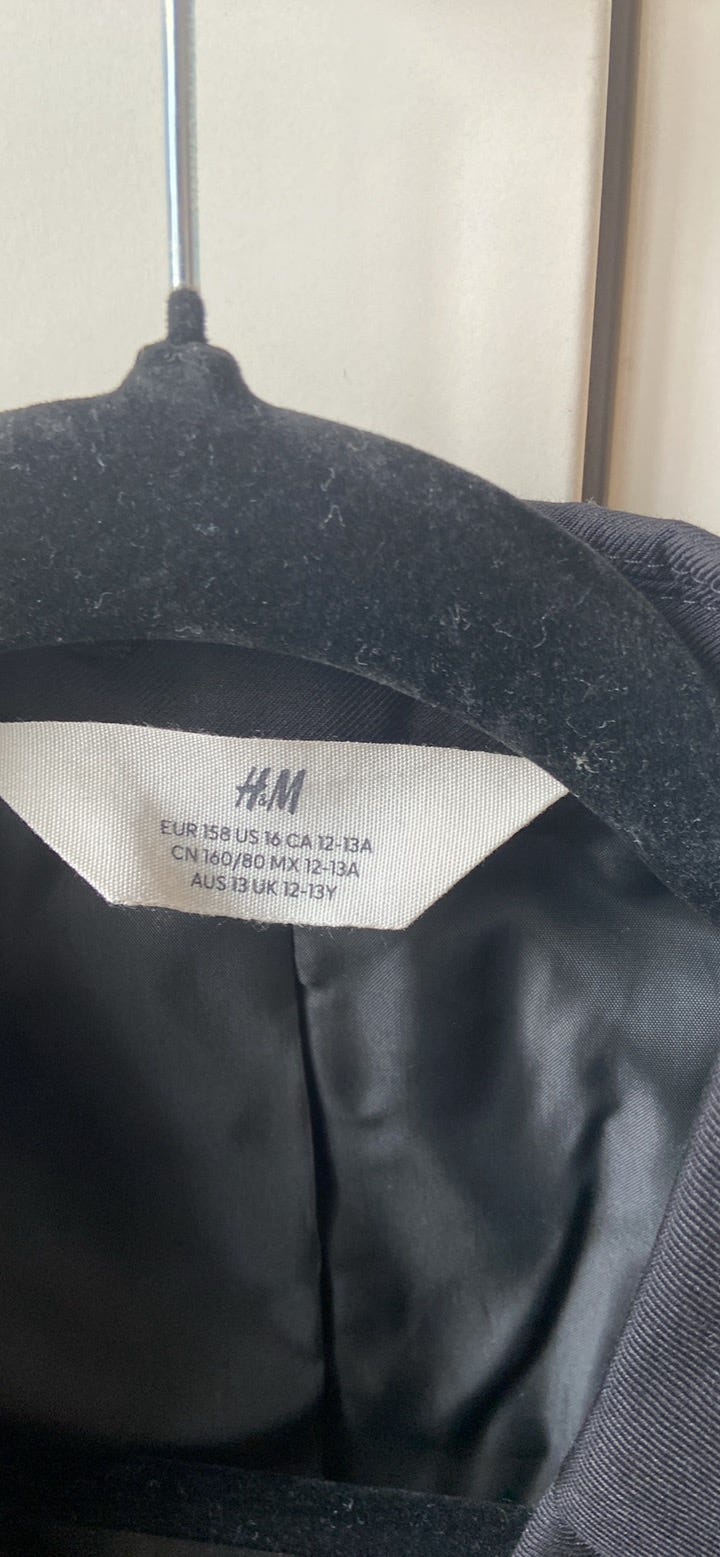 H&M
EUR 158 US 16 CA 12-13A
CN 160/80 MX 12-13A
AUS 13 UK 12-13Y